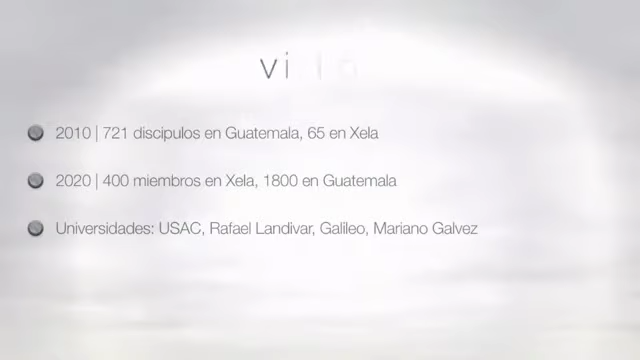 2010 | 721 discipulos en Guatemala, 65 en Xela
2020 | 400 miembros en Xela, 1800 en Guatemala
Universidades: USAC, Rafael Landivar, Galileo, Mariano Galvez